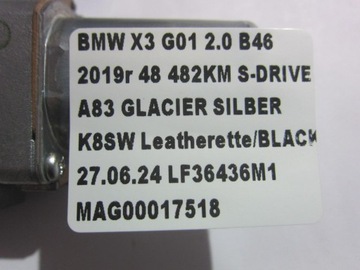 BMW X3 G01 2.0 B46
2019r 48 482KM S-DRIVE
A83 GLACIER SILBER
K8SW Leatherette/BLACK
27.06.24 LF36436M1
MAG00017518